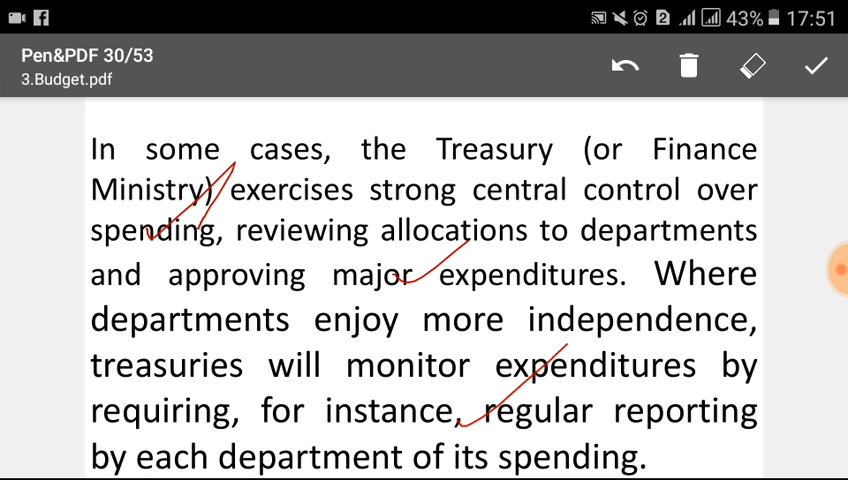 43% 17:51
Pen&PDF 30/53
3.Budget.pdf
In some cases, the Treasury (or Finance
Ministry) exercises strong central control over
spending, reviewing allocations to departments
and approving major expenditures. Where
departments enjoy more independence,
treasuries will monitor expenditures by
requiring, for instance, regular reporting
by each department of its spending.